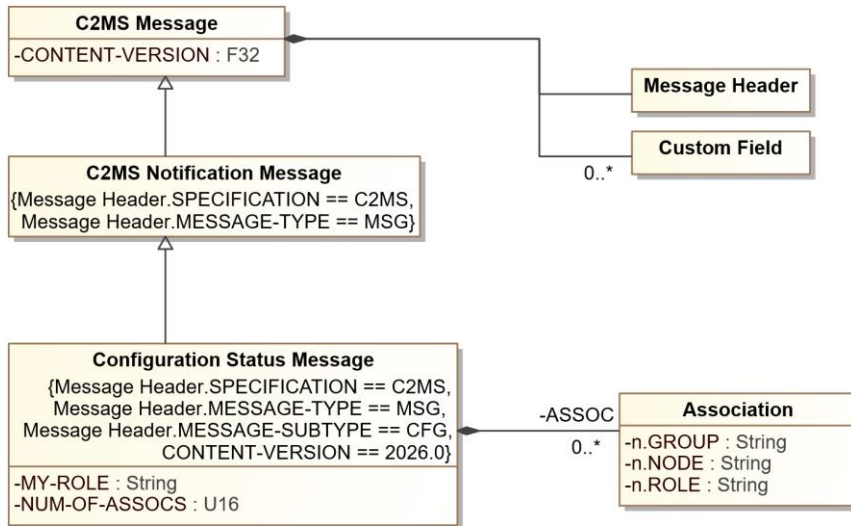 C2MS Message
-CONTENT-VERSION : F32
Message Header
Custom Field
0..*
C2MS Notification Message
{Message Header.SPECIFICATION == C2MS,
Message Header.MESSAGE-TYPE == MSG}
Configuration Status Message
{Message Header.SPECIFICATION == C2MS,
Message Header.MESSAGE-TYPE == MSG,
Message Header.MESSAGE-SUBTYPE == CFG,
CONTENT-VERSION == 2026.0}
-MY-ROLE : String
-NUM-OF-ASSOCS : U16
-ASSOC
0..*
Association
-n.GROUP : String
-n.NODE : String
-n.ROLE : String